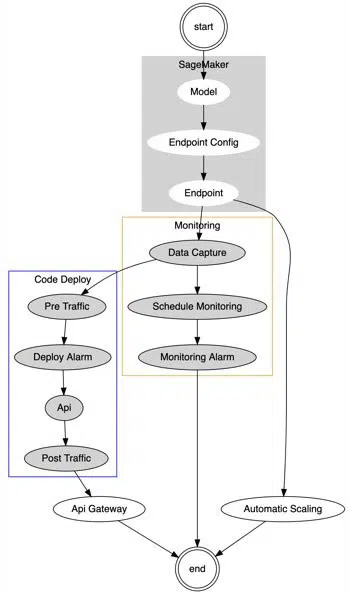 start
SageMaker
Model
Endpoint Config
Endpoint
Monitoring
Data Capture
Code Deploy
Pre Traffic
Schedule Monitoring
Deploy Alarm
Monitoring Alarm
Api
Post Traffic
Api Gateway
Automatic Scaling
end